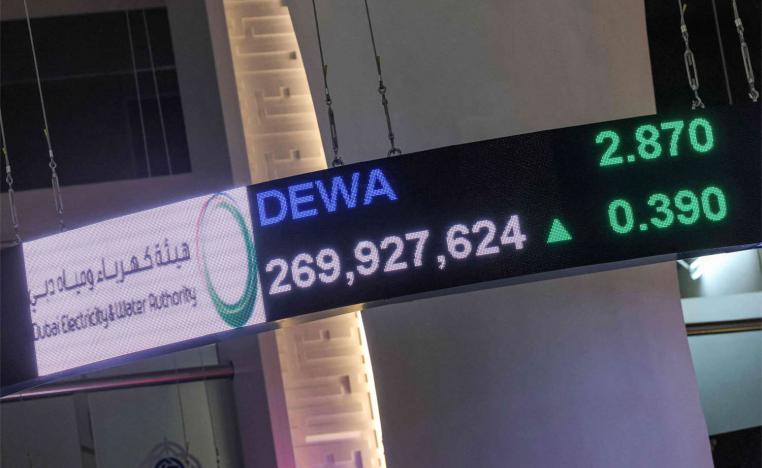 هيئة كهرباء ومياه دبي
Dubai Electricity & Water Authority
DEWA 2.870
269,927,624 ▲ 0.390